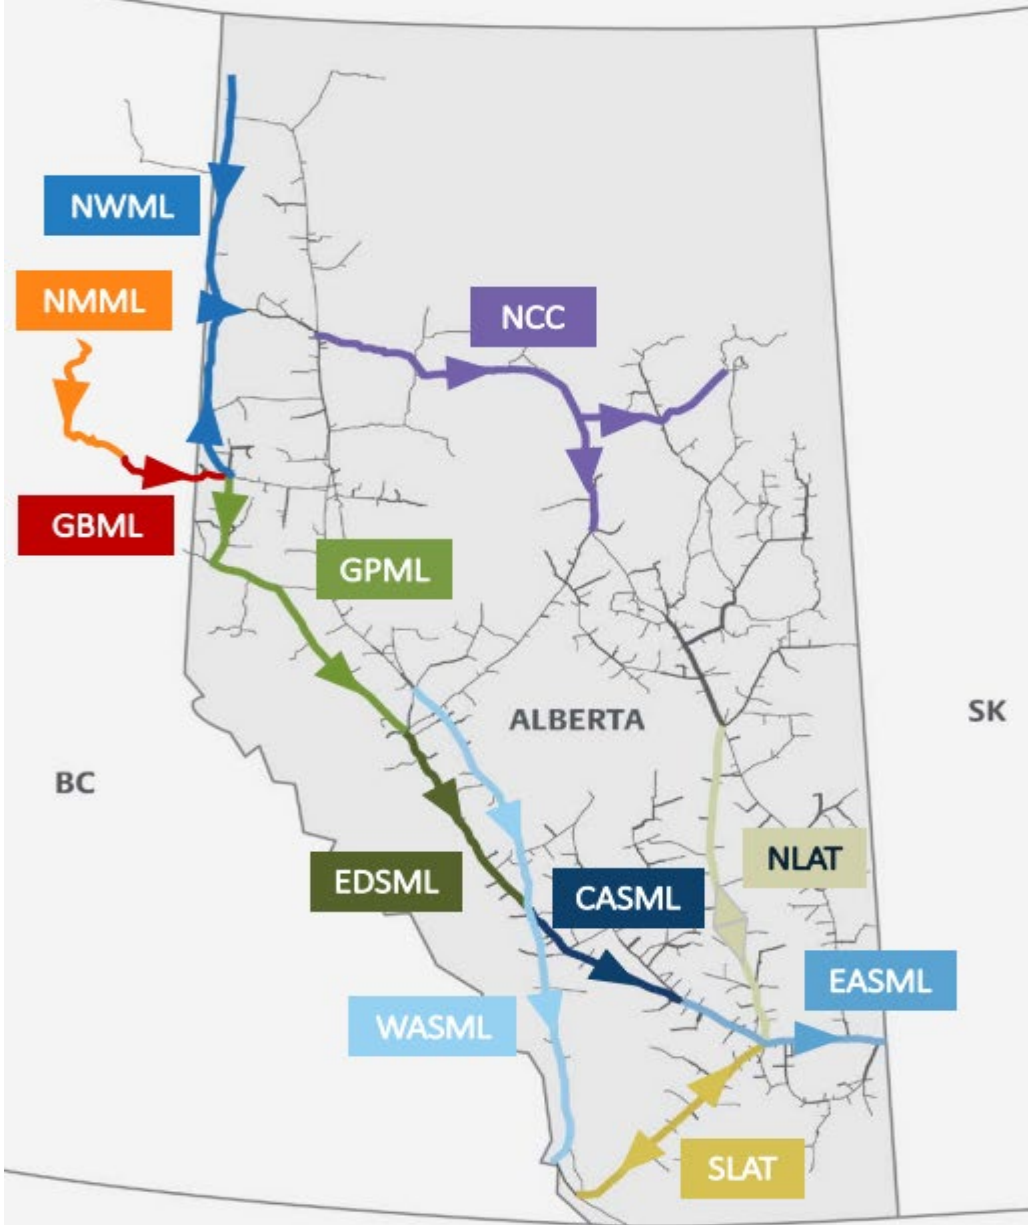 NWML
NMML
NCC
GBML
GPML
ALBERTA
SK
BC
NLAT
EDSML
CASML
EASML
WASML
SLAT